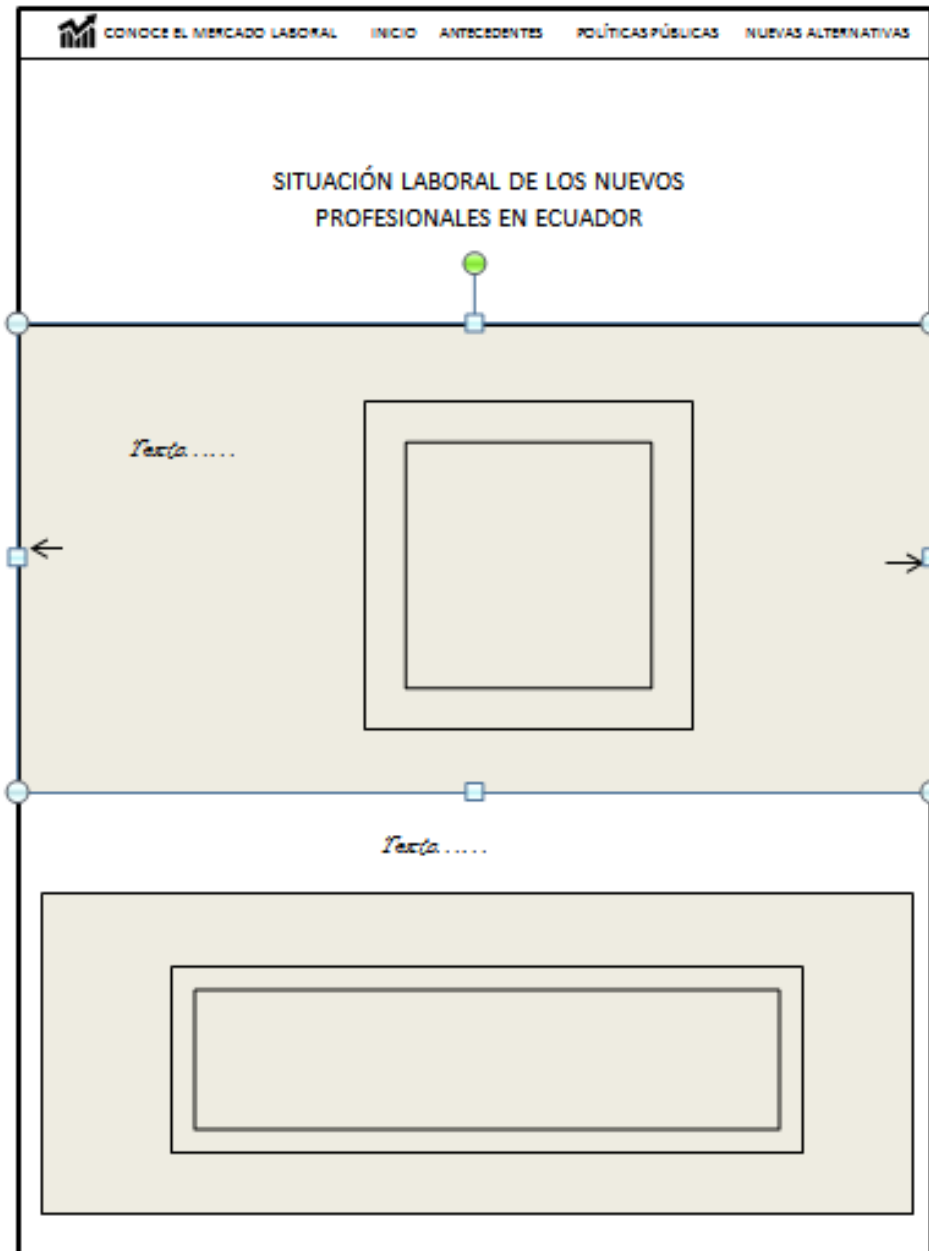 CONOCE EL MERCADO LABORAL INICIO ANTECEDENTES POLÍTICAS PÚBLICAS NUEVAS ALTERNATIVAS
SITUACIÓN LABORAL DE LOS NUEVOS
PROFESIONALES EN ECUADOR
Texto......
Texto......